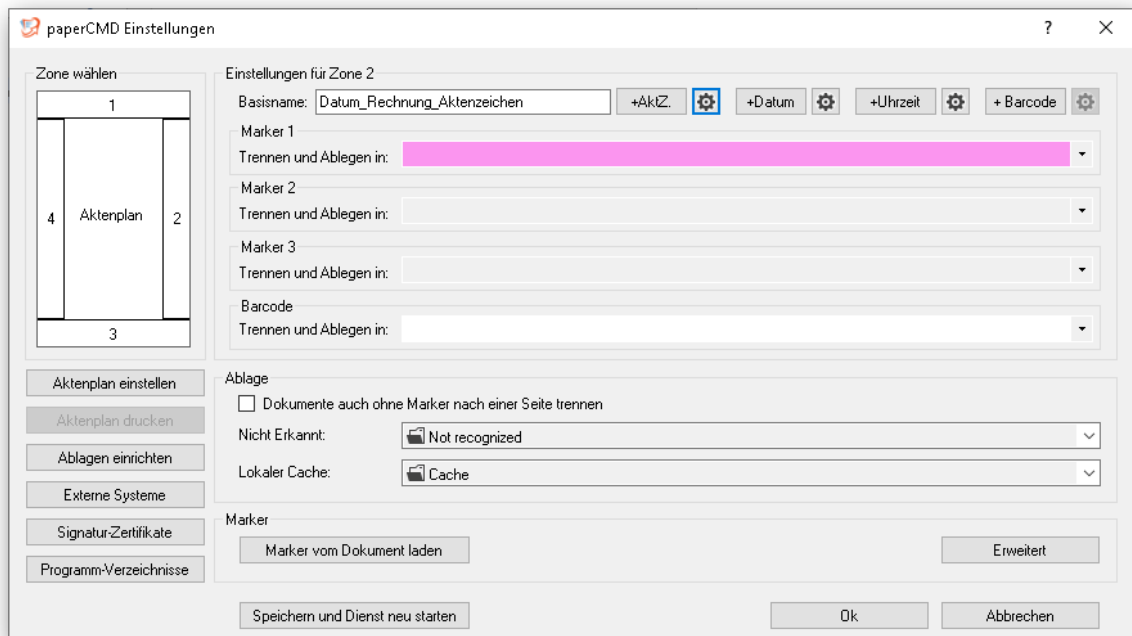 paperCMD Einstellungen
?
Zone wählen
1
4
Aktenplan
2
3
Aktenplan einstellen
Aktenplan drucken
Ablagen einrichten
Externe Systeme
Signatur-Zertifikate
Programm-Verzeichnisse
Einstellungen für Zone 2
Basisname: Datum_Rechnung_Aktenzeichen +AktZ. +Datum +Uhrzeit + Barcode
Marker 1
Trennen und Ablegen in:
Marker 2
Trennen und Ablegen in:
Marker 3
Trennen und Ablegen in:
Barcode
Trennen und Ablegen in:
Ablage
Dokumente auch ohne Marker nach einer Seite trennen
Nicht Erkannt: Not recognized
Lokaler Cache: Cache
Marker
Marker vom Dokument laden Erweitert
Speichern und Dienst neu starten Ok Abbrechen